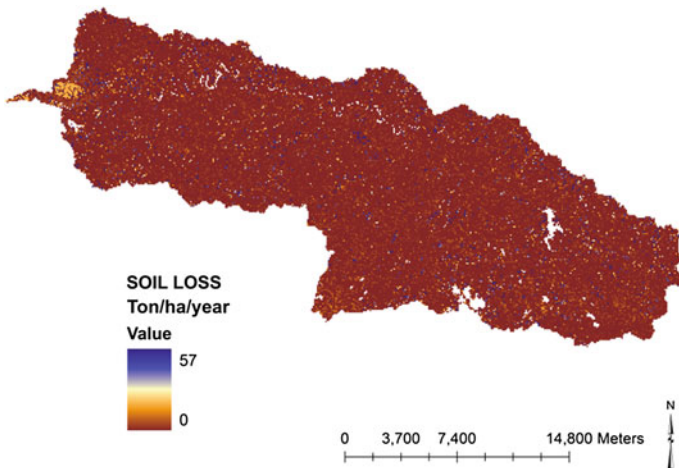 SOIL LOSS
Ton/ha/year
Value
57
0
N
0 3,700 7,400 14,800 Meters